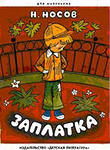 ДЛЯ МАЛЕНЬКИХ
Н. НОСОВ
ЗАПЛАТКА
ИЗДАТЕЛЬСТВО «ДЕТСКАЯ ЛИТЕРАТУРА»